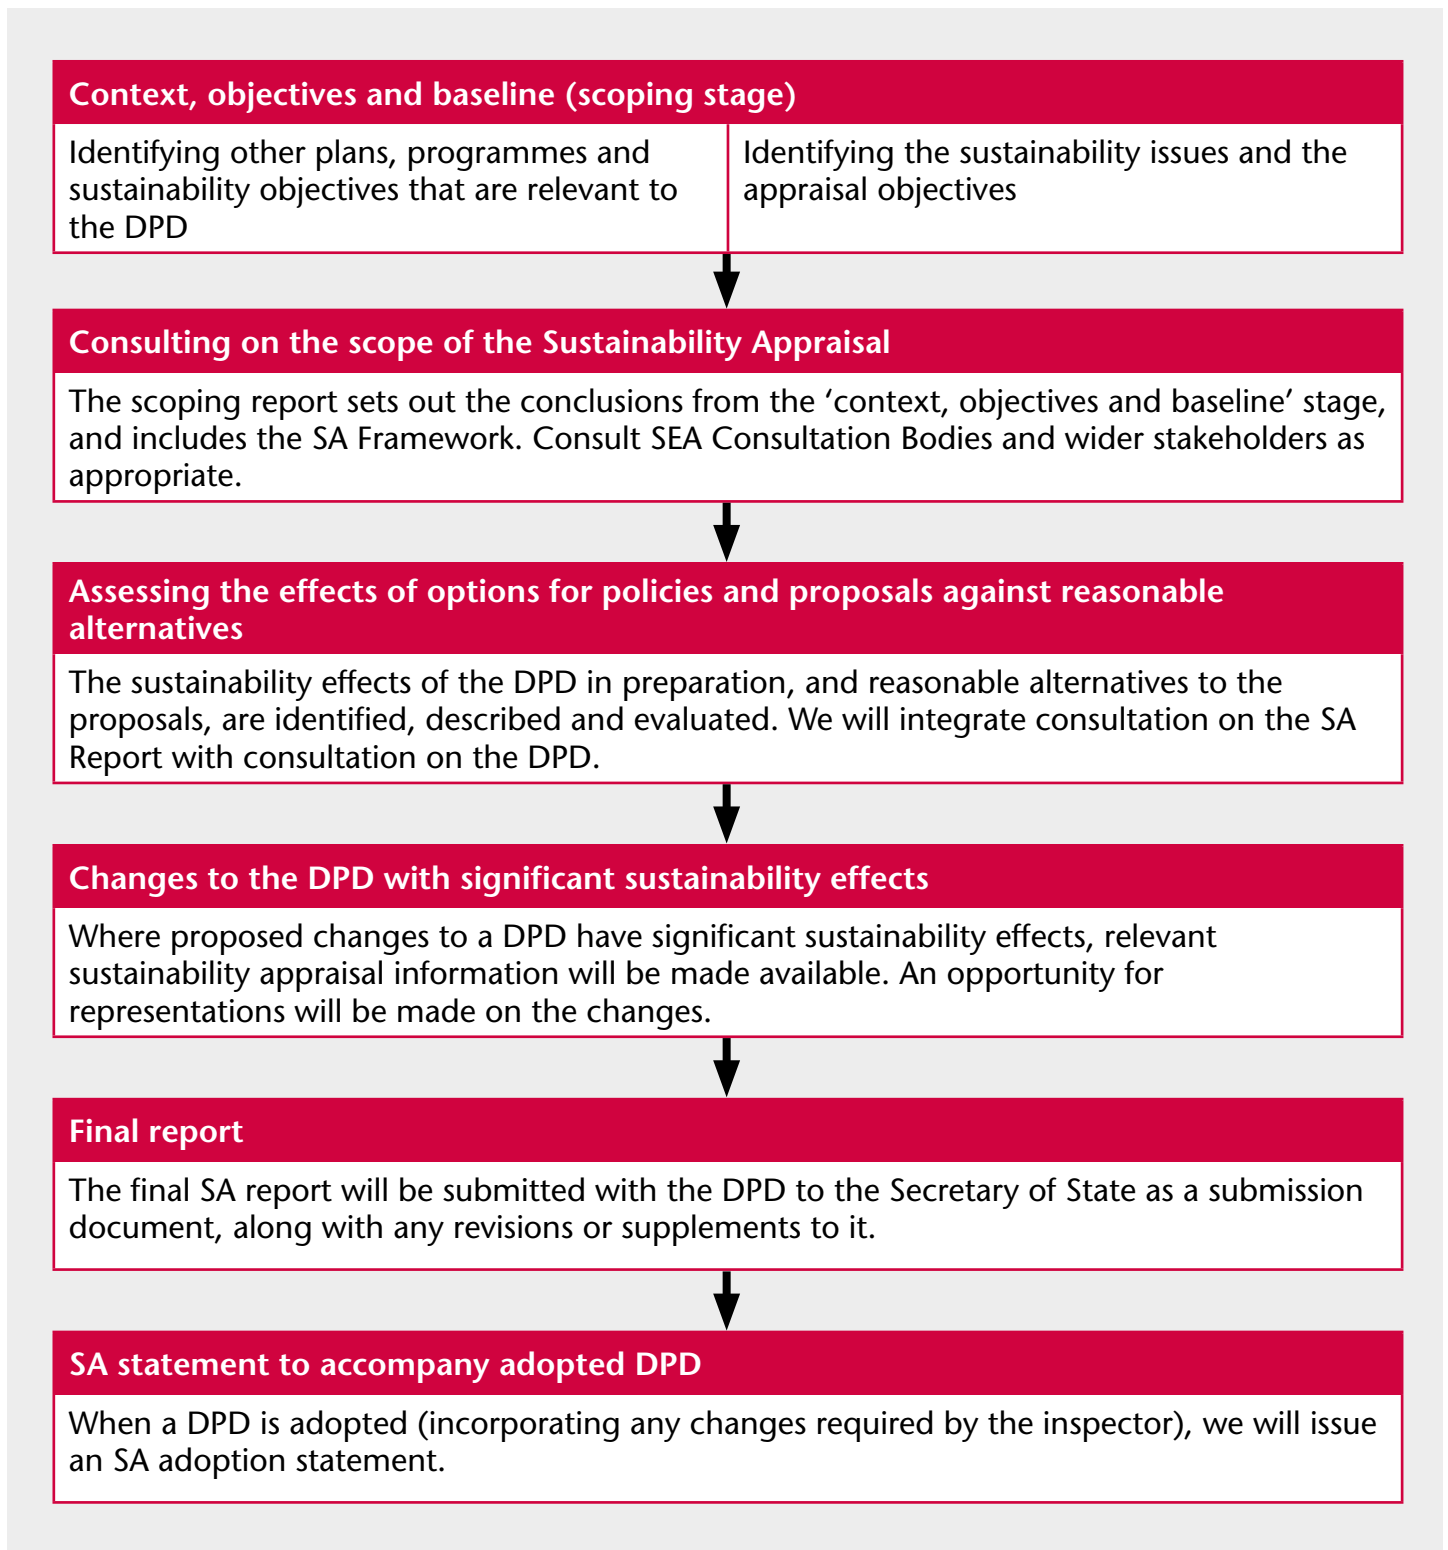 Context, objectives and baseline (scoping stage)
Identifying other plans, programmes and
sustainability objectives that are relevant to
the DPD
Identifying the sustainability issues and the
appraisal objectives
Consulting on the scope of the Sustainability Appraisal
The scoping report sets out the conclusions from the ‘context, objectives and baseline’ stage,
and includes the SA Framework. Consult SEA Consultation Bodies and wider stakeholders as
appropriate.
Assessing the effects of options for policies and proposals against reasonable
alternatives
The sustainability effects of the DPD in preparation, and reasonable alternatives to the
proposals, are identified, described and evaluated. We will integrate consultation on the SA
Report with consultation on the DPD.
Changes to the DPD with significant sustainability effects
Where proposed changes to a DPD have significant sustainability effects, relevant
sustainability appraisal information will be made available. An opportunity for
representations will be made on the changes.
Final report
The final SA report will be submitted with the DPD to the Secretary of State as a submission
document, along with any revisions or supplements to it.
SA statement to accompany adopted DPD
When a DPD is adopted (incorporating any changes required by the inspector), we will issue
an SA adoption statement.